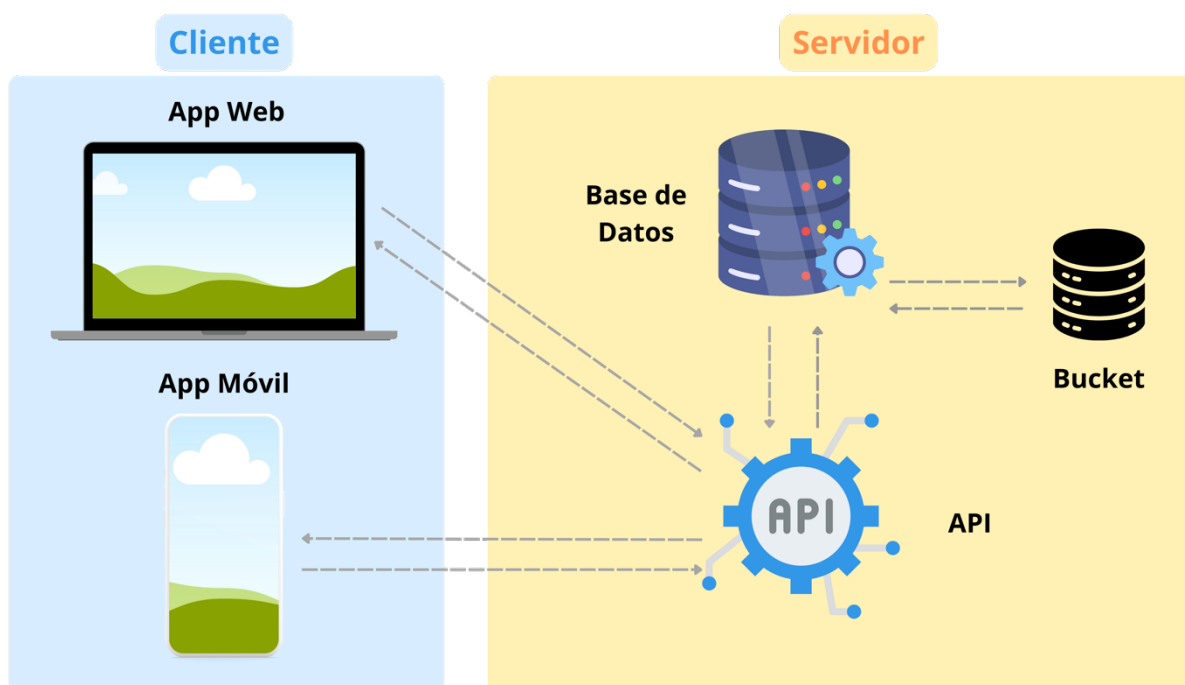 Cliente
Servidor
App Web
Base de
Datos
Bucket
App Móvil
API
API